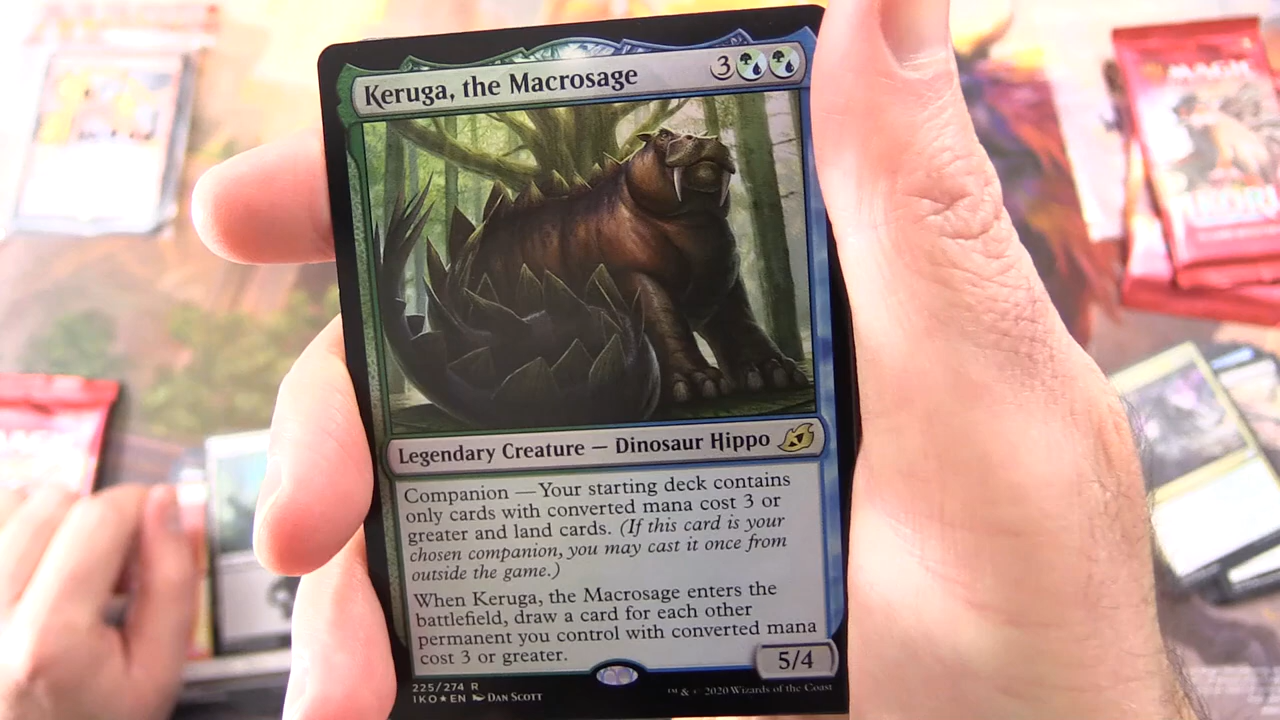 Keruga, the Macrosage 3
Legendary Creature — Dinosaur Hippo
Companion — Your starting deck contains
only cards with converted mana cost 3 or
greater and land cards. (If this card is your
chosen companion, you may cast it once from
outside the game.)
When Keruga, the Macrosage enters the
battlefield, draw a card for each other
permanent you control with converted mana
cost 3 or greater.
5/4
225/274 R
IKO★EN Dan Scott
™ & © 2020 Wizards of the Coast
MAGIC